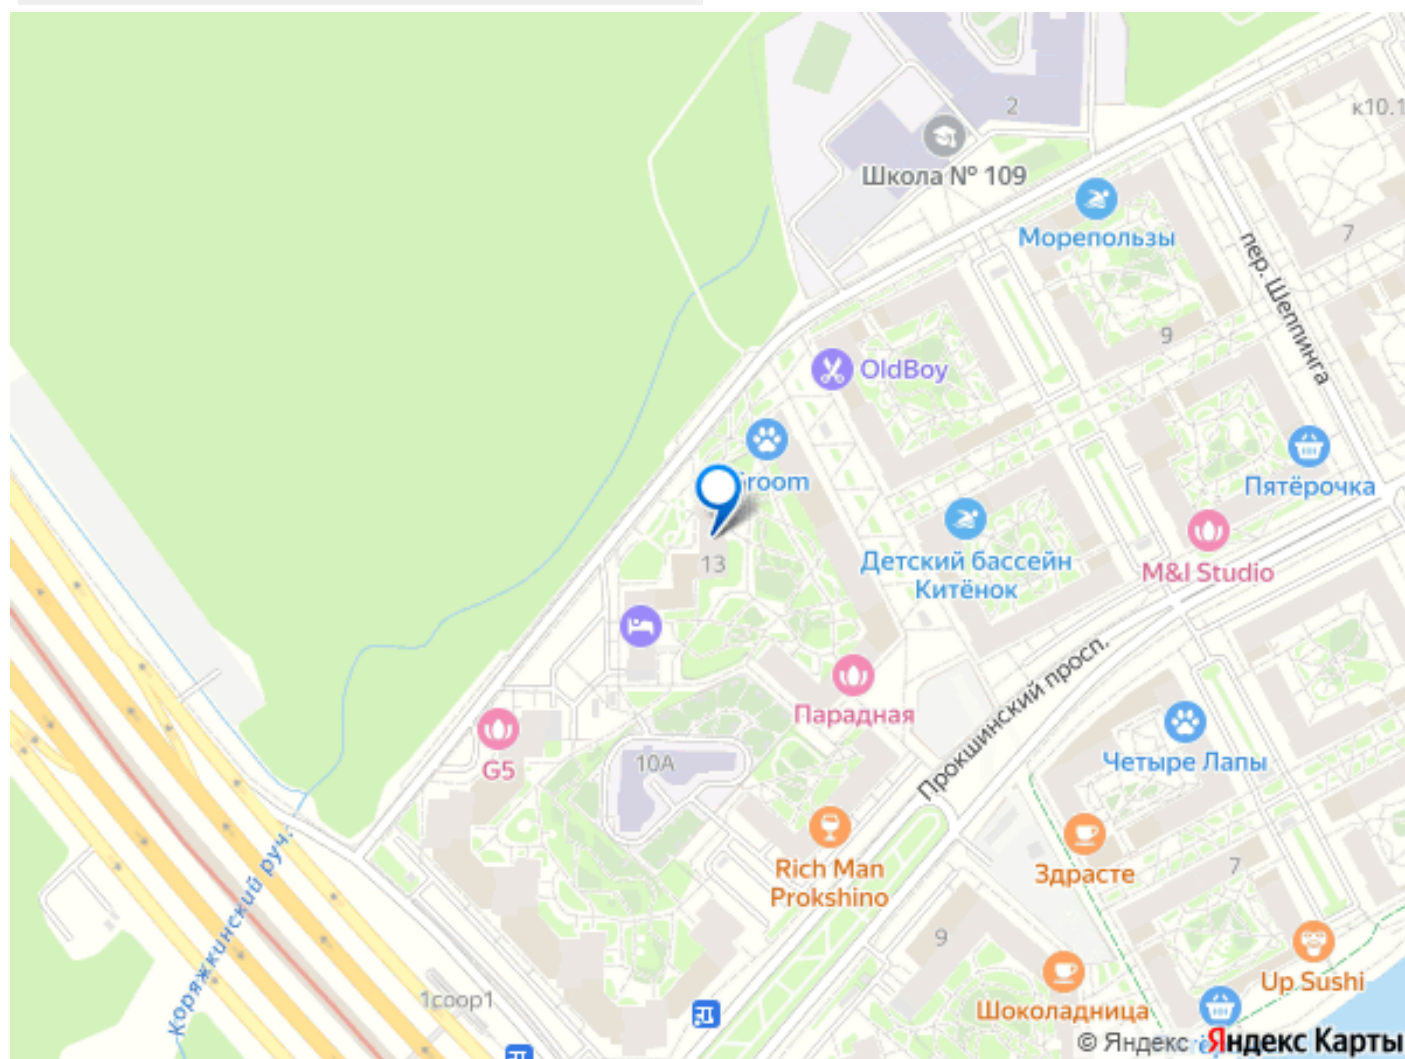 2
к10.1
Школа № 109
Морепользы
7
пер. Шеппинга
9
OldBoy
room
Пятёрочка
Детский бассейн
Китёнок
M&I Studio
13
Прокшинский просп.
Парадная
Четыре Лапы
G5
10А
Rich Man
Prokshino
Здрасте
7
Коряжкинский руч.
9
Up Sushi
1соор1
Шоколадница
© Яндекс Яндекс Карты